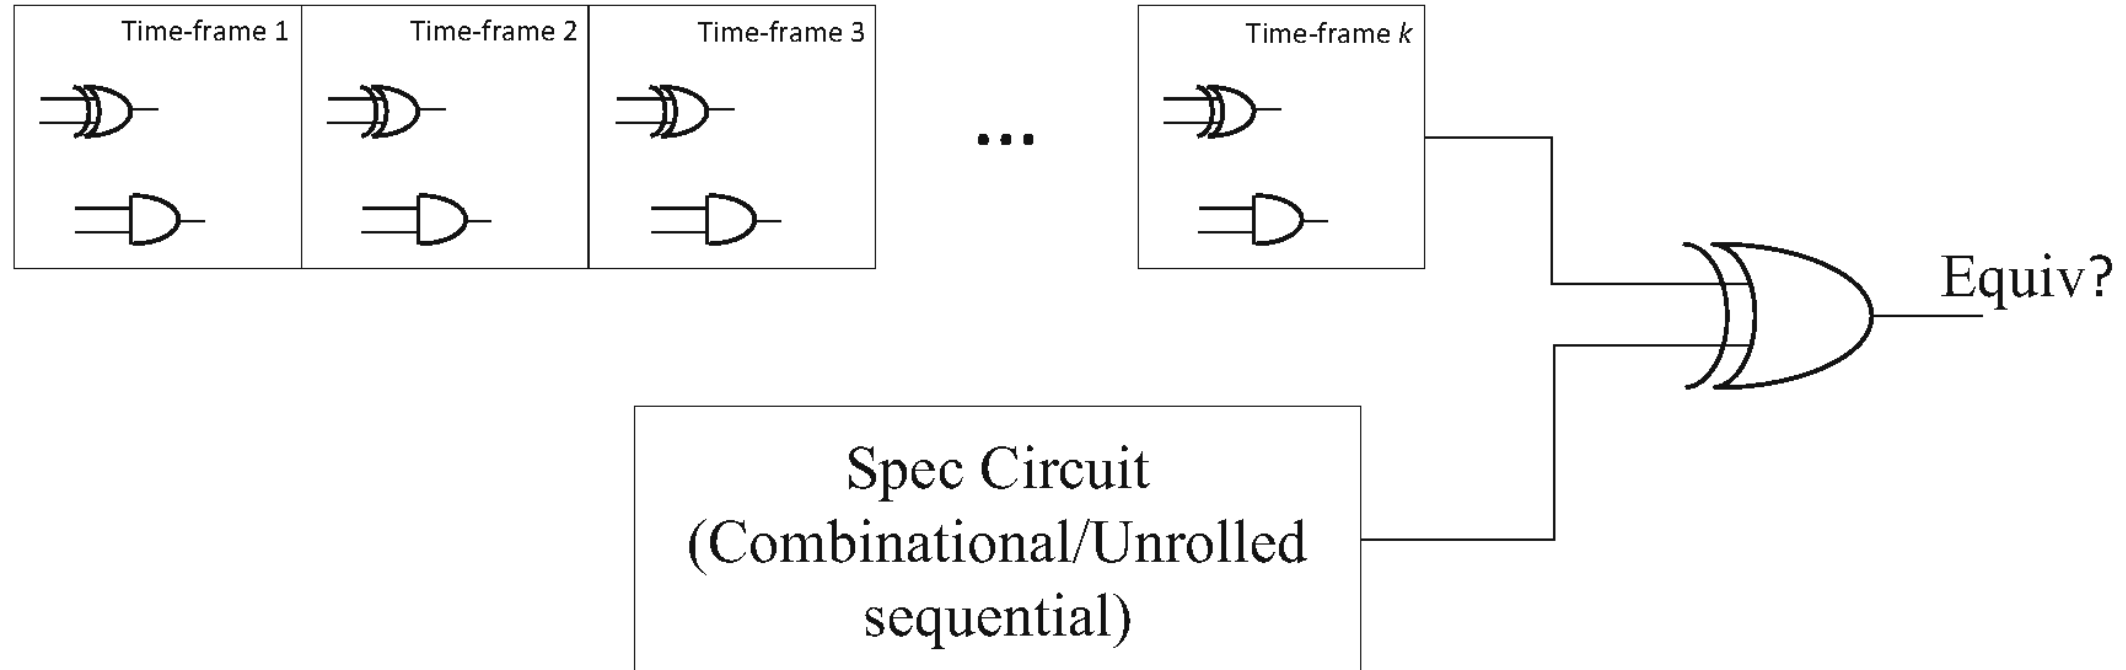 Time-frame 1
Time-frame 2
Time-frame 3
Time-frame k
...
Equiv?
Spec Circuit
(Combinational/Unrolled
sequential)